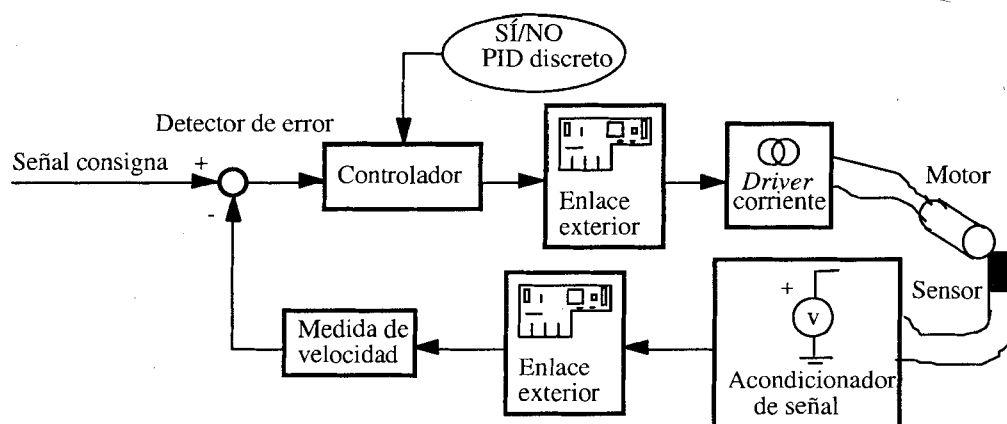 SÍ/NO
PID discreto
Detector de error
Señal consigna
+
-
Controlador
Enlace
exterior
Driver
corriente
Motor
Sensor
Medida de
velocidad
Enlace
exterior
+
v
Acondicionador
de señal